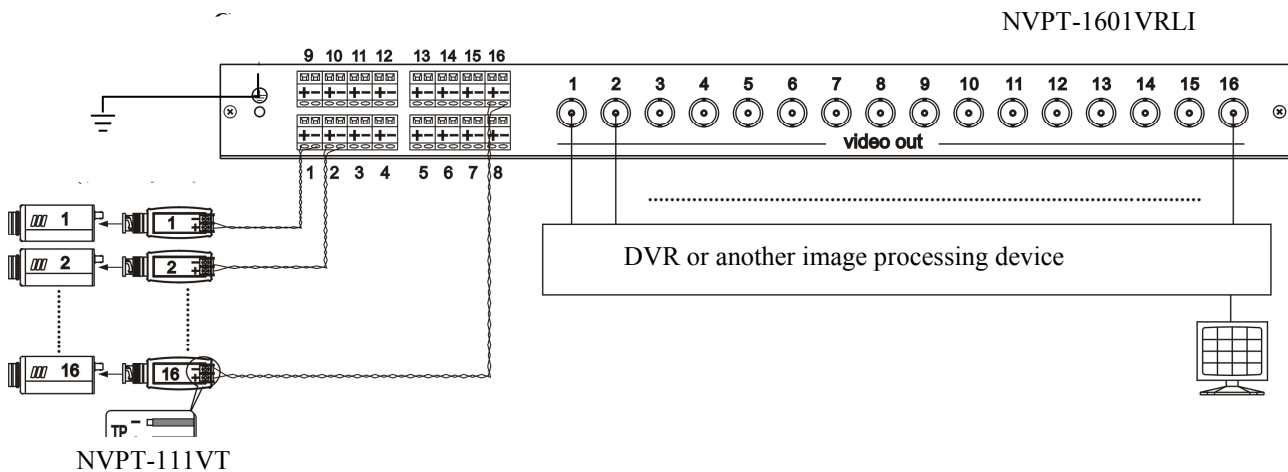 NVPT-1601VRLI
9 10 11 12 13 14 15 16
+- +- +- +- +- +- +- +-
1 2 3 4 5 6 7 8 9 10 11 12 13 14 15 16
+- +- +- +- +- +- +- +-
video out
1 2 3 4 5 6 7 8
1 1 - +
2 2 - +
DVR or another image processing device
16 16 - +
TP -
NVPT-111VT